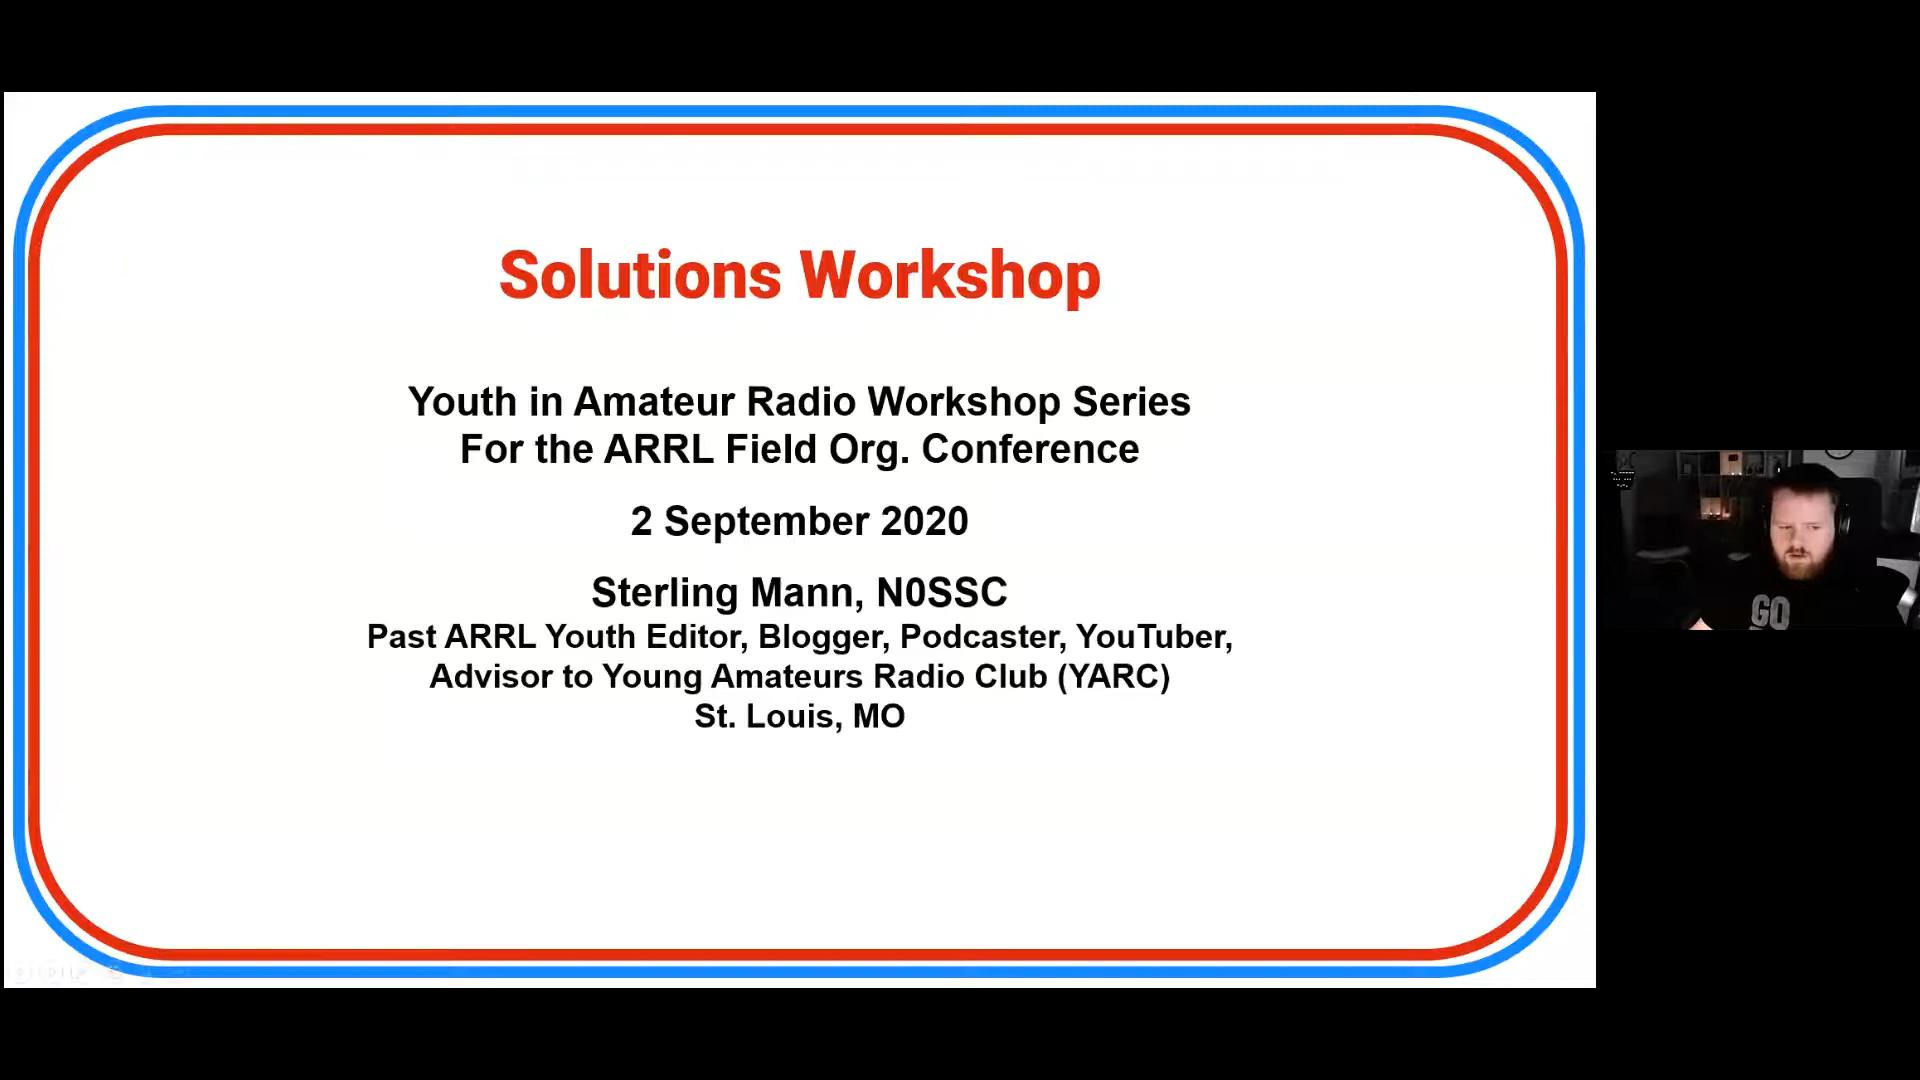 Solutions Workshop
Youth in Amateur Radio Workshop Series
For the ARRL Field Org. Conference
2 September 2020
Sterling Mann, N0SSC
Past ARRL Youth Editor, Blogger, Podcaster, YouTuber,
Advisor to Young Amateurs Radio Club (YARC)
St. Louis, MO
GO